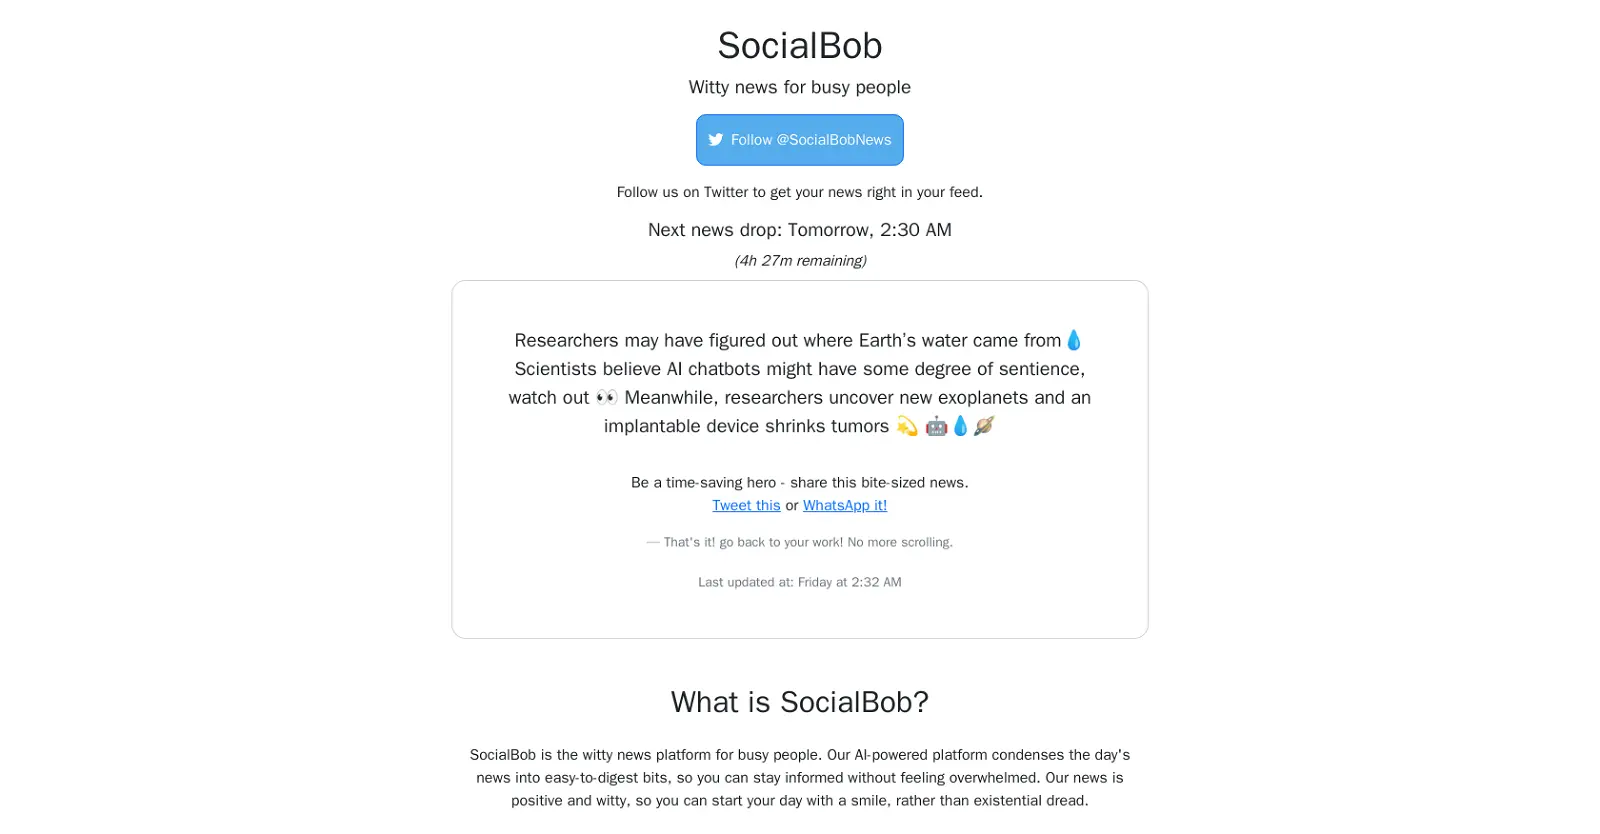 SocialBob
Witty news for busy people
Follow @SocialBobNews
Follow us on Twitter to get your news right in your feed.
Next news drop: Tomorrow, 2:30 AM
(4h 27m remaining)
Researchers may have figured out where Earth’s water came from💧
Scientists believe AI chatbots might have some degree of sentience,
watch out 👀 Meanwhile, researchers uncover new exoplanets and an
implantable device shrinks tumors 💫 🤖💧🪐
Be a time-saving hero - share this bite-sized news.
Tweet this or WhatsApp it!
— That's it! go back to your work! No more scrolling.
Last updated at: Friday at 2:32 AM
What is SocialBob?
SocialBob is the witty news platform for busy people. Our AI-powered platform condenses the day's
news into easy-to-digest bits, so you can stay informed without feeling overwhelmed. Our news is
positive and witty, so you can start your day with a smile, rather than existential dread.